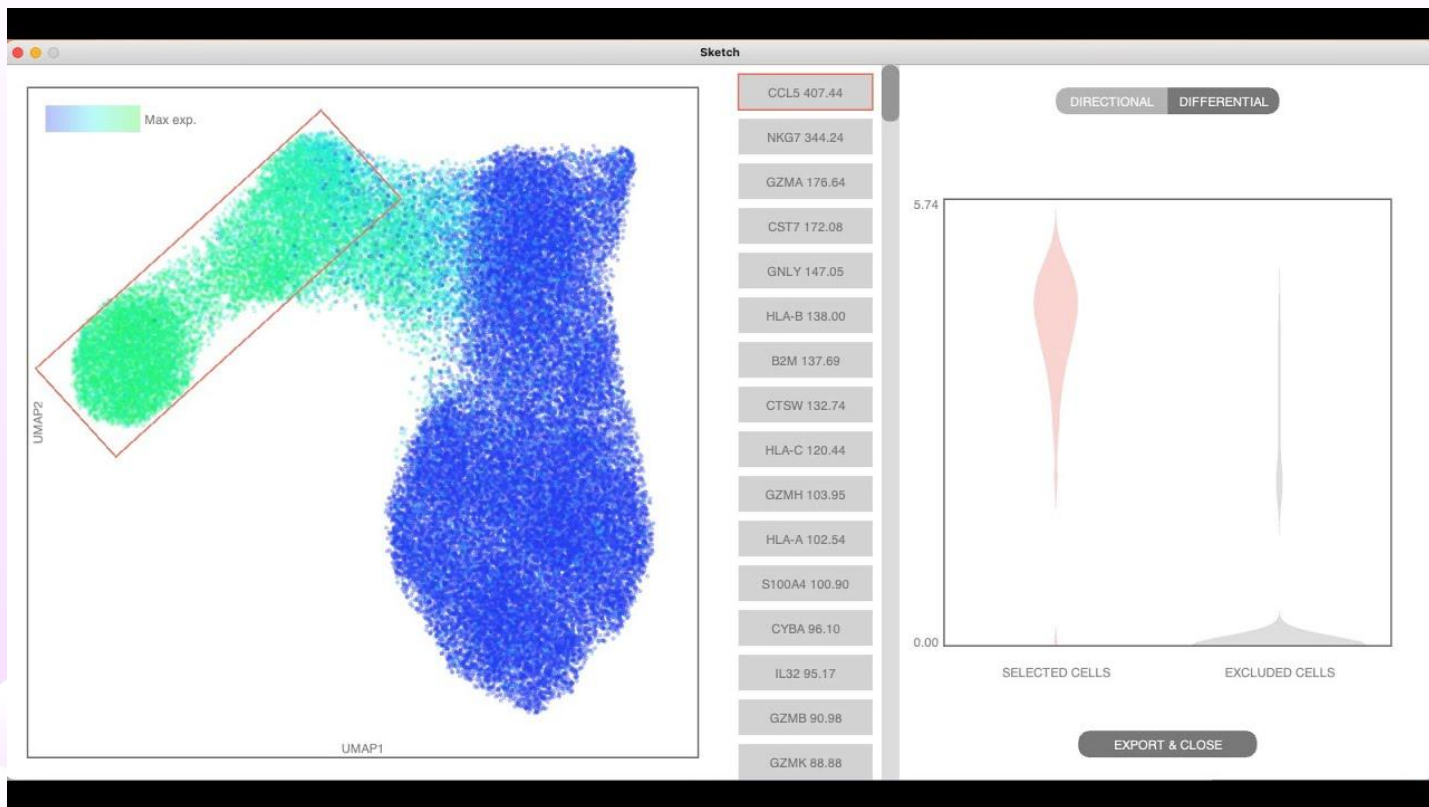 Sketch
Max exp.
UMAP2
UMAP1
CCL5 407.44
NKG7 344.24
GZMA 176.64
CST7 172.08
GNLY 147.05
HLA-B 138.00
B2M 137.69
CTSW 132.74
HLA-C 120.44
GZMH 103.95
HLA-A 102.54
S100A4 100.90
CYBA 96.10
IL32 95.17
GZMB 90.98
GZMK 88.88
DIRECTIONAL DIFFERENTIAL
5.74
0.00
SELECTED CELLS EXCLUDED CELLS
EXPORT & CLOSE